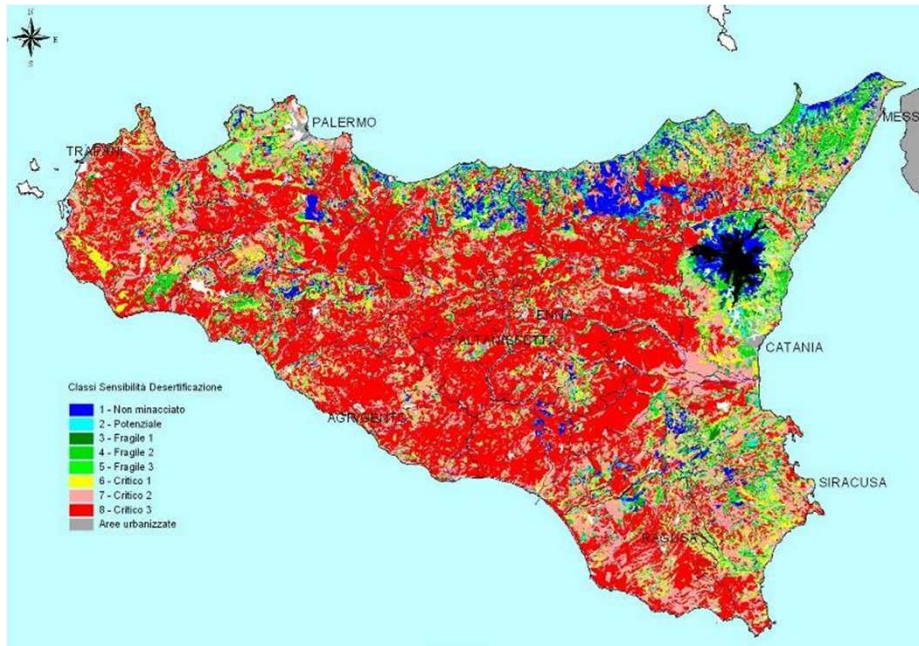 N
E
S
PALERMO
MESS
TRAPANI
ENNA
CALTANISSETTA
CATANIA
Classi Sensibilità Desertificazione
1 - Non minacciato
2 - Potenziale
3 - Fragile 1
4 - Fragile 2
5 - Fragile 3
6 - Critico 1
7 - Critico 2
8 - Critico 3
Aree urbanizzate
AGRIGENTO
SIRACUSA
RAGUSA